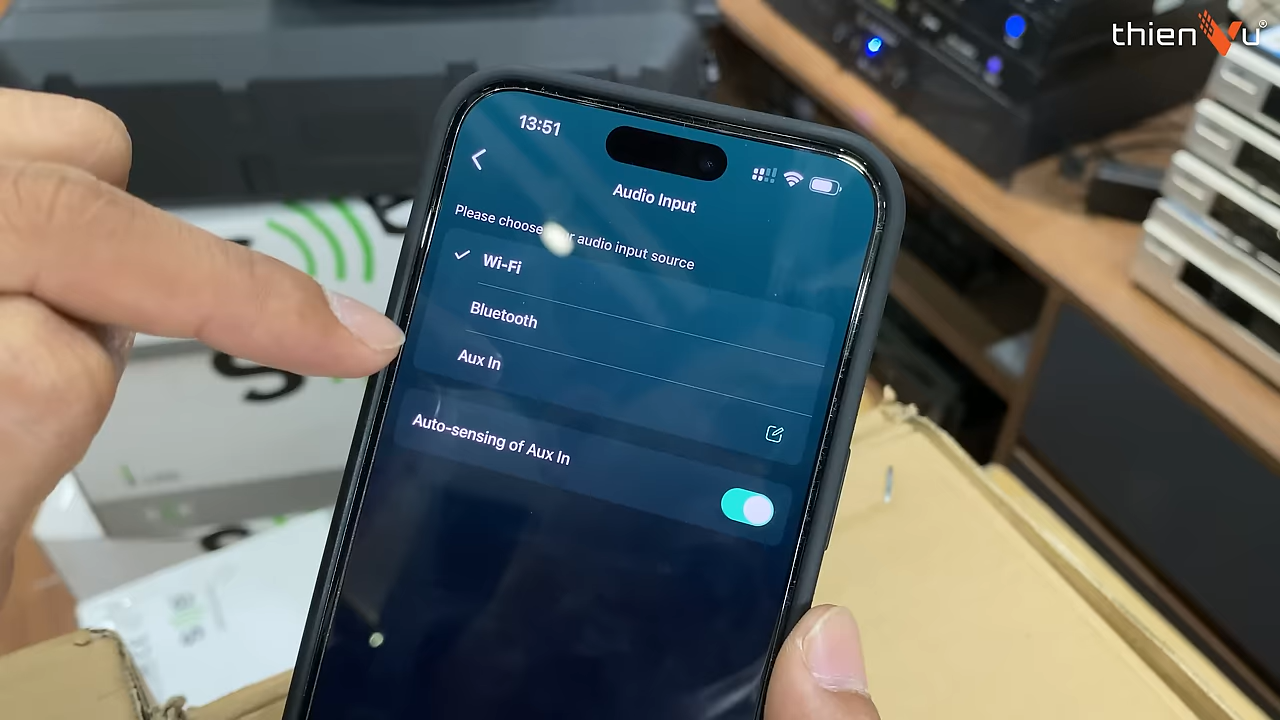 thienVu®
13:51
Audio Input
Please choose your audio input source
Wi-Fi
Bluetooth
Aux In
Auto-sensing of Aux In